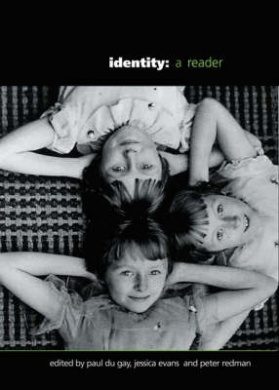 identity: a reader
edited by paul du gay, jessica evans and peter redman